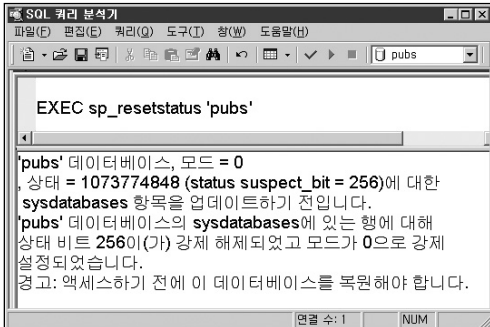 SQL 쿼리 분석기
파일(F) 편집(E) 쿼리(Q) 도구(T) 창(W) 도움말(H)
pubs
EXEC sp_resetstatus 'pubs'
'pubs' 데이터베이스, 모드 = 0
, 상태 = 1073774848 (status suspect_bit = 256)에 대한
sysdatabases 항목을 업데이트하기 전입니다.
'pubs' 데이터베이스의 sysdatabases에 있는 행에 대해
상태 비트 256이(가) 강제 해제되었고 모드가 0으로 강제
설정되었습니다.
경고: 액세스하기 전에 이 데이터베이스를 복원해야 합니다.
연결 수: 1 NUM